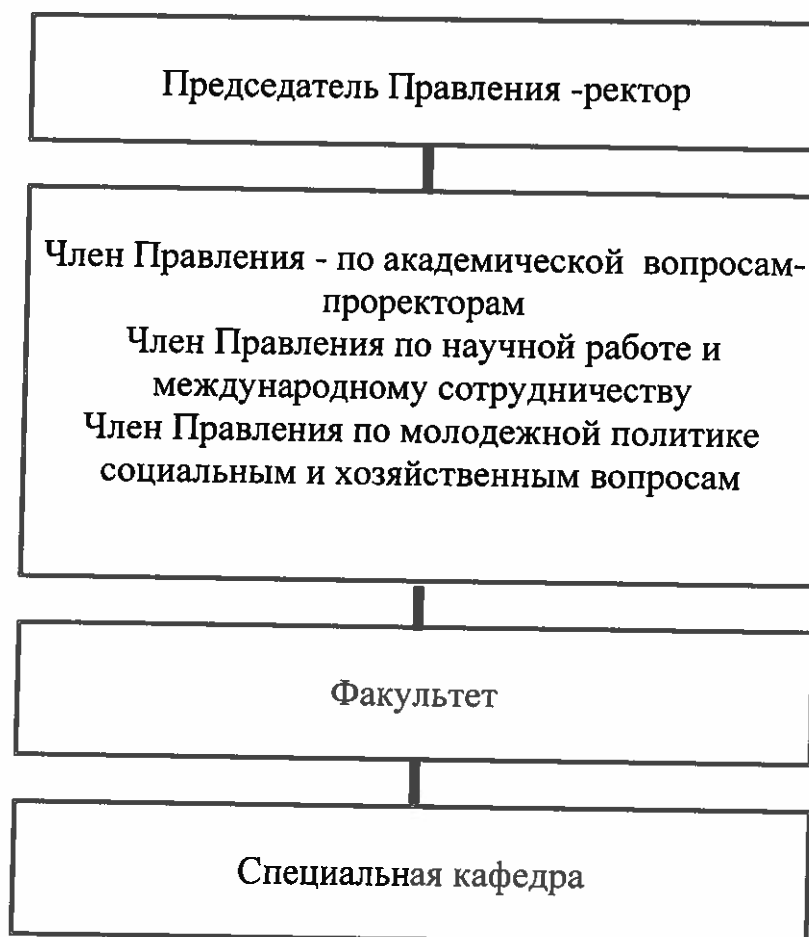 Председатель Правления -ректор
Член Правления - по академической вопросам-
проректорам
Член Правления по научной работе и
международному сотрудничеству
Член Правления по молодежной политике
социальным и хозяйственным вопросам
Факультет
Специальная кафедра